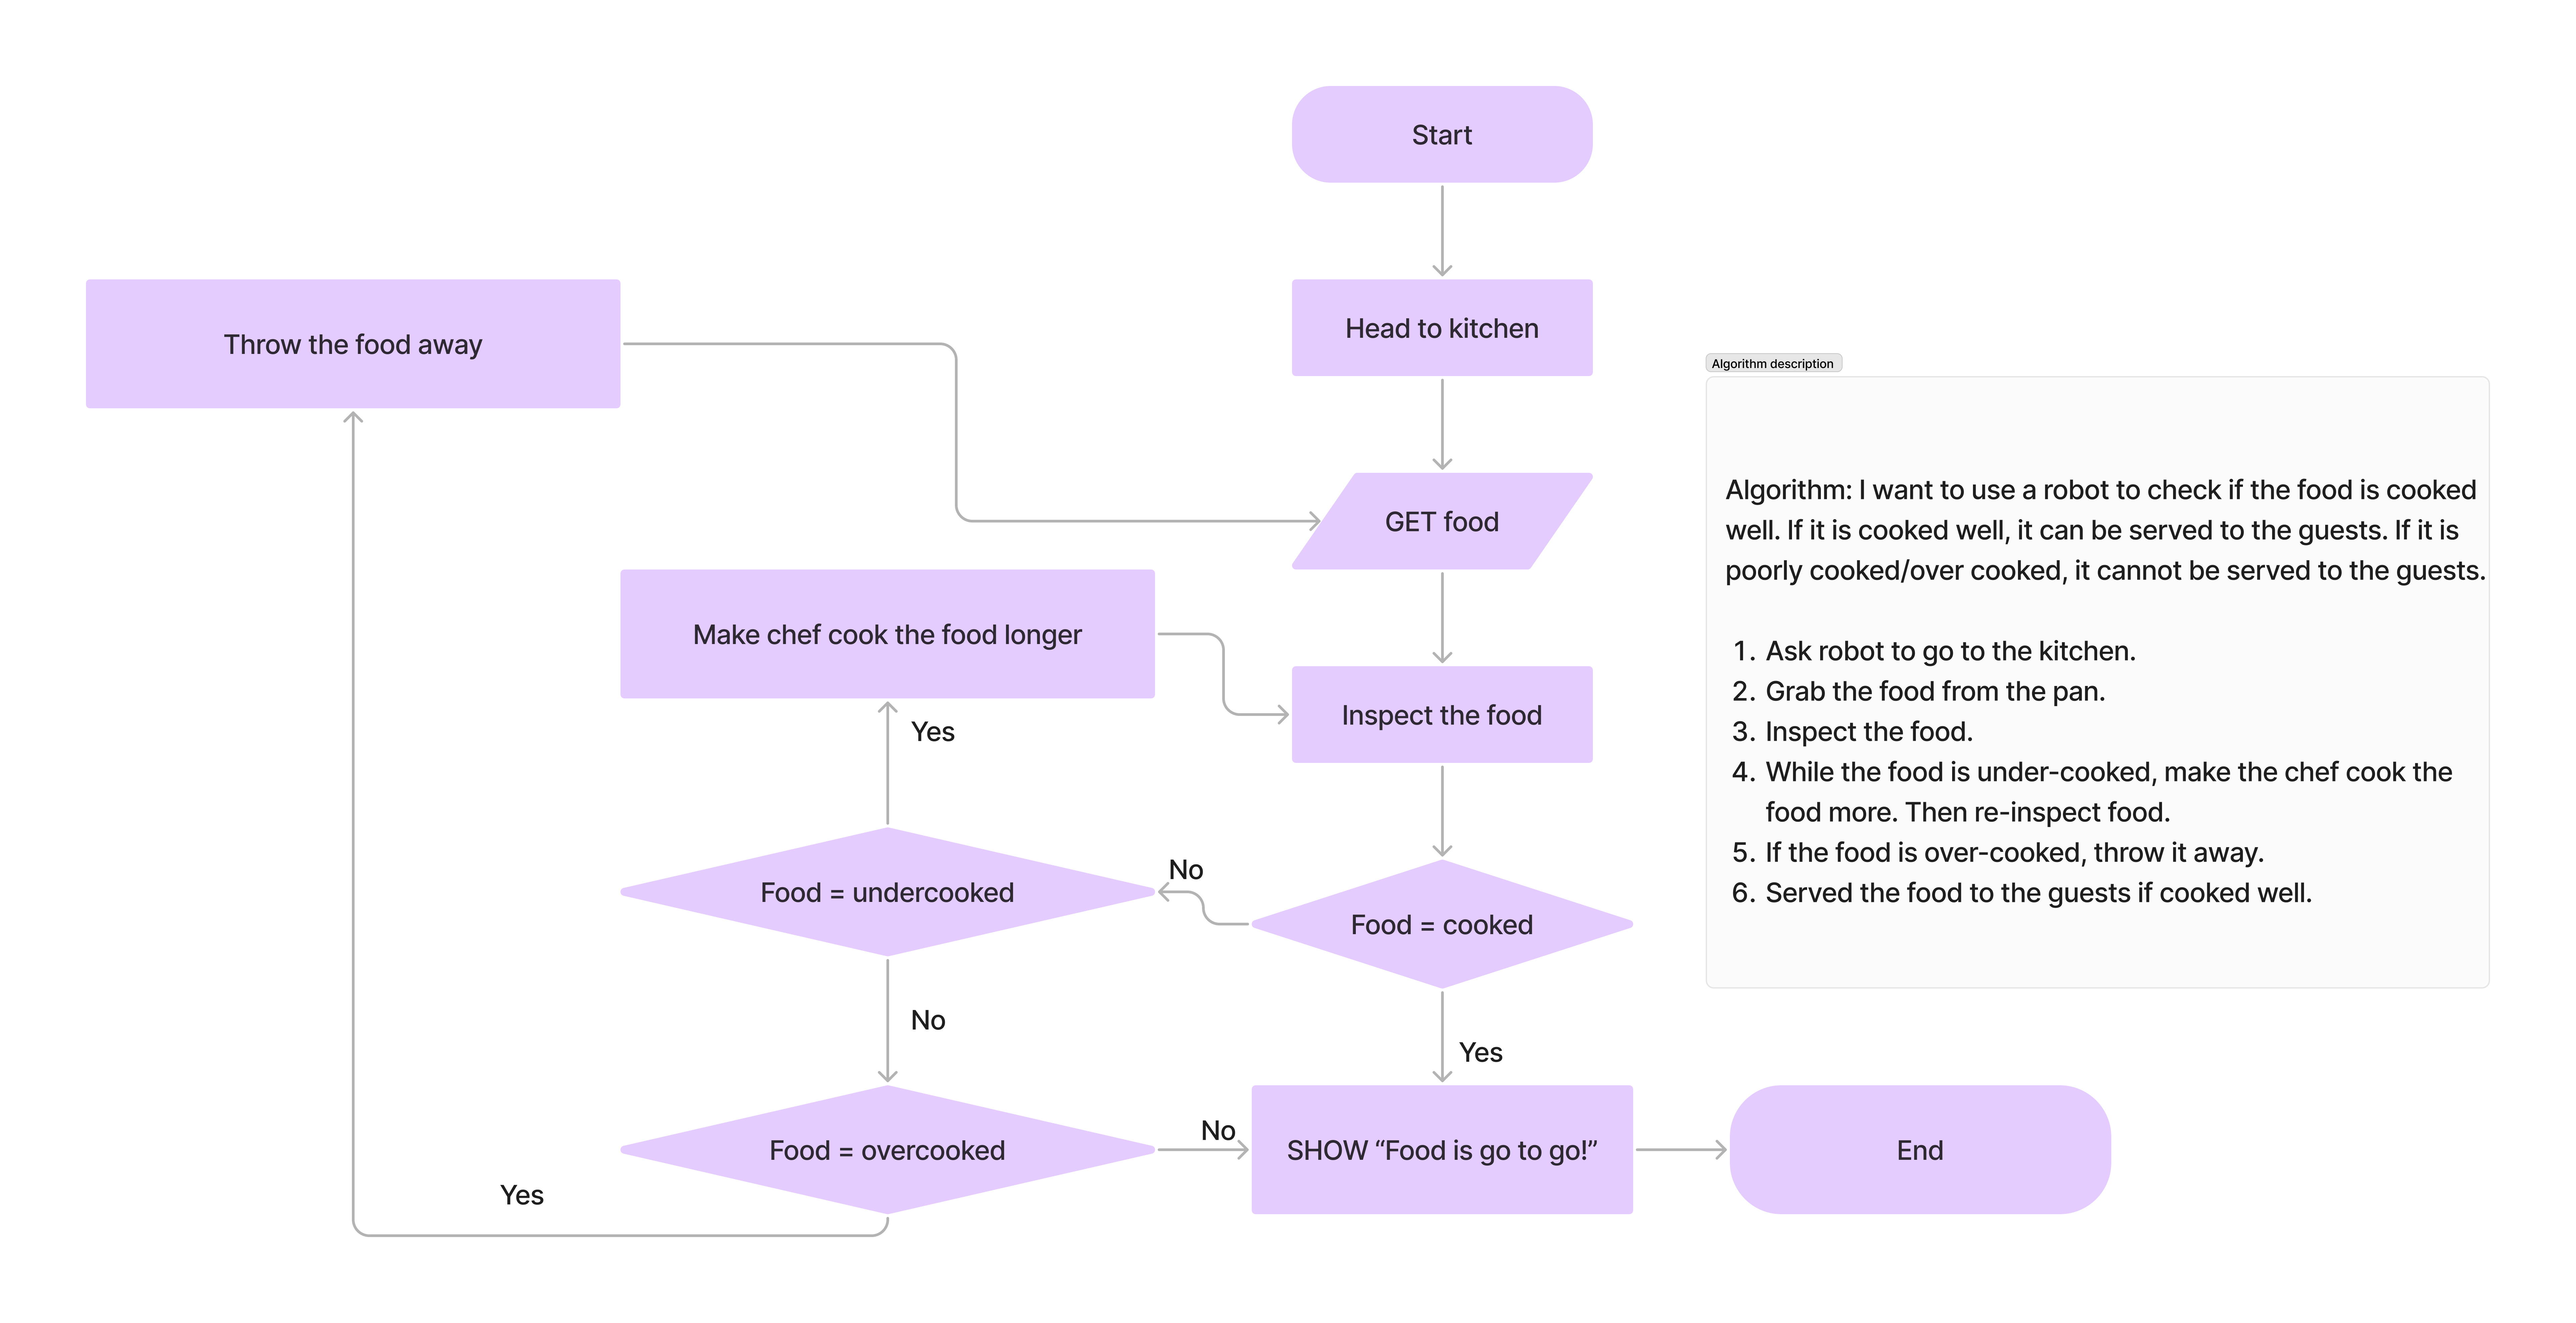 Start
Throw the food away
Head to kitchen
Algorithm description
GET food
Algorithm: I want to use a robot to check if the food is cooked
well. If it is cooked well, it can be served to the guests. If it is
poorly cooked/over cooked, it cannot be served to the guests.
1. Ask robot to go to the kitchen.
2. Grab the food from the pan.
3. Inspect the food.
4. While the food is under-cooked, make the chef cook the
food more. Then re-inspect food.
5. If the food is over-cooked, throw it away.
6. Served the food to the guests if cooked well.
Make chef cook the food longer
Inspect the food
Yes
No
Food = undercooked
Food = cooked
No
Yes
No
Food = overcooked
SHOW “Food is go to go!”
End
Yes